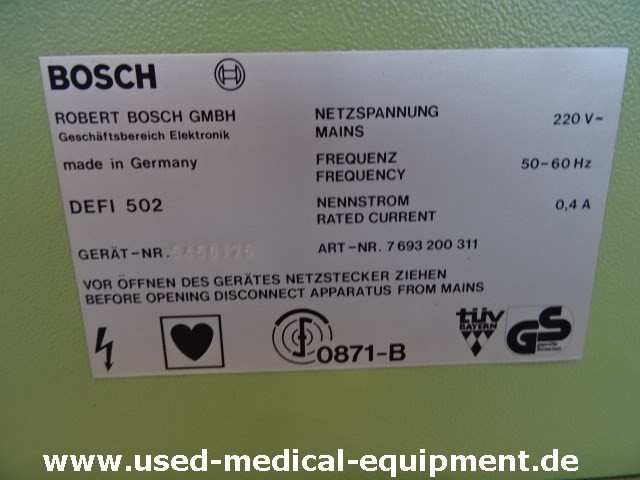 BOSCH
ROBERT BOSCH GMBH
Geschäftsbereich Elektronik
made in Germany
DEFI 502
GERÄT-NR.
NETZSPANNUNG 220 V~
MAINS
FREQUENZ 50-60 Hz
FREQUENCY
NENNSTROM 0,4 A
RATED CURRENT
ART-NR. 7 693 200 311
VOR ÖFFNEN DES GERÄTES NETZSTECKER ZIEHEN
BEFORE OPENING DISCONNECT APPARATUS FROM MAINS
0871-B
TÜV
BAYERN
GS
geprüfte
Sicherheit
www.used-medical-equipment.de